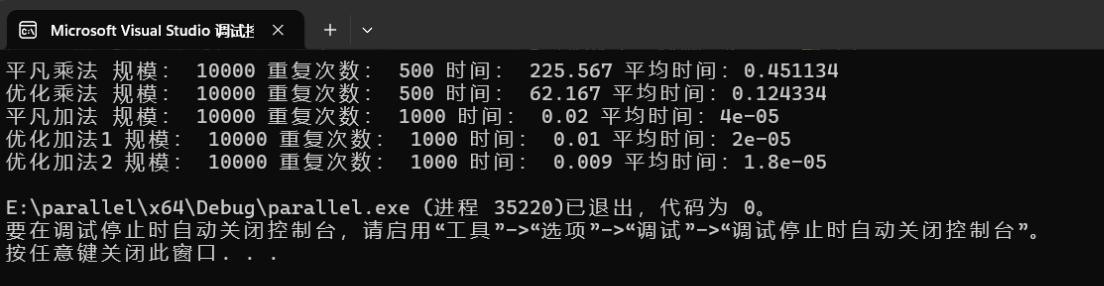 Microsoft Visual Studio 调试控
平凡乘法 规模： 10000 重复次数： 500 时间： 225.567 平均时间：0.451134
优化乘法 规模： 10000 重复次数： 500 时间： 62.167 平均时间：0.124334
平凡加法 规模： 10000 重复次数： 1000 时间： 0.02 平均时间：4e-05
优化加法1 规模： 10000 重复次数： 1000 时间： 0.01 平均时间：2e-05
优化加法2 规模： 10000 重复次数： 1000 时间： 0.009 平均时间：1.8e-05
E:\parallel\x64\Debug\parallel.exe (进程 35220)已退出，代码为 0。
要在调试停止时自动关闭控制台，请启用“工具”->“选项”->“调试”->“调试停止时自动关闭控制台”。
按任意键关闭此窗口. . .